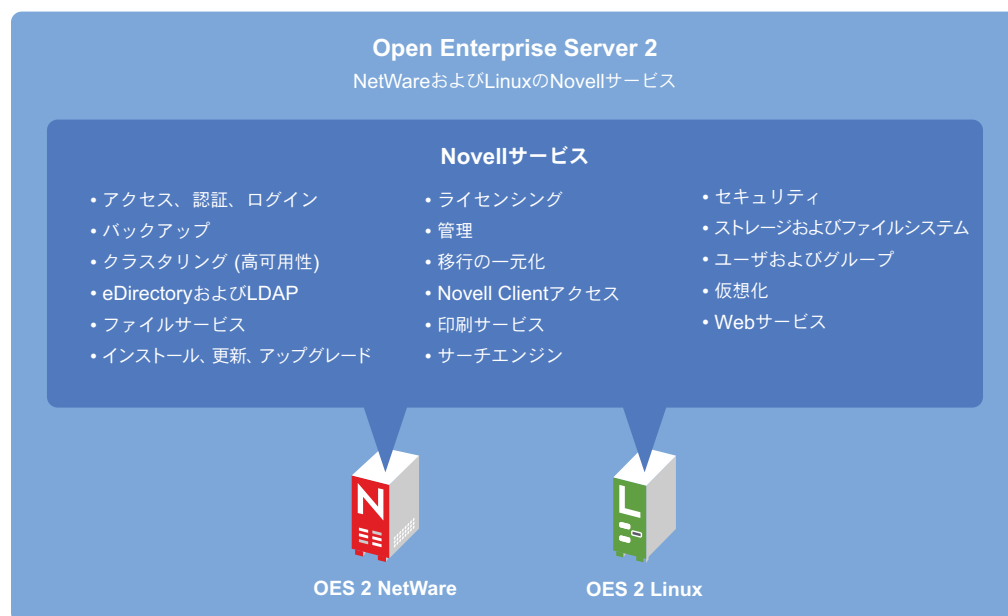 Open Enterprise Server 2
NetWareおよびLinuxのNovellサービス
Novellサービス
• アクセス、認証、ログイン
• バックアップ
• クラスタリング (高可用性)
• eDirectoryおよびLDAP
• ファイルサービス
• インストール、更新、アップグレード
• ライセンシング
• 管理
• 移行の一元化
• Novell Clientアクセス
• 印刷サービス
• サーチエンジン
• セキュリティ
• ストレージおよびファイルシステム
• ユーザおよびグループ
• 仮想化
• Webサービス
N
L
OES 2 NetWare
OES 2 Linux